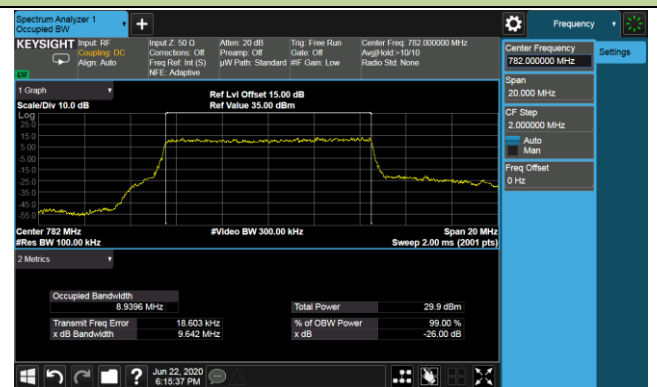 Spectrum Analyzer 1
Occupied BW
Frequency
KEYSIGHT
Input: RF
Coupling: DC
Align: Auto
Input Z: 50 Ω
Corrections: Off
Freq Ref: Int (S)
NFE: Adaptive
Atten: 20 dB
Preamp: Off
µW Path: Standard
Trig: Free Run
Gate: Off
#IF Gain: Low
Center Freq: 782.000000 MHz
Avg|Hold:>10/10
Radio Std: None
Center Frequency
782.000000 MHz
Settings
Span
20.000 MHz
CF Step
2.000000 MHz
Auto
Man
Freq Offset
0 Hz
1 Graph
Scale/Div 10.0 dB
Ref Lvl Offset 15.00 dB
Ref Value 35.00 dBm
Log
25.0
15.0
5.00
-5.00
-15.0
-25.0
-35.0
-45.0
-55.0
Center 782 MHz
#Res BW 100.00 kHz
#Video BW 300.00 kHz
Span 20 MHz
Sweep 2.00 ms (2001 pts)
2 Metrics
Occupied Bandwidth
8.9396 MHz
Total Power
29.9 dBm
Transmit Freq Error
18.603 kHz
% of OBW Power
99.00 %
x dB Bandwidth
9.642 MHz
x dB
-26.00 dB
Jun 22, 2020
6:15:37 PM